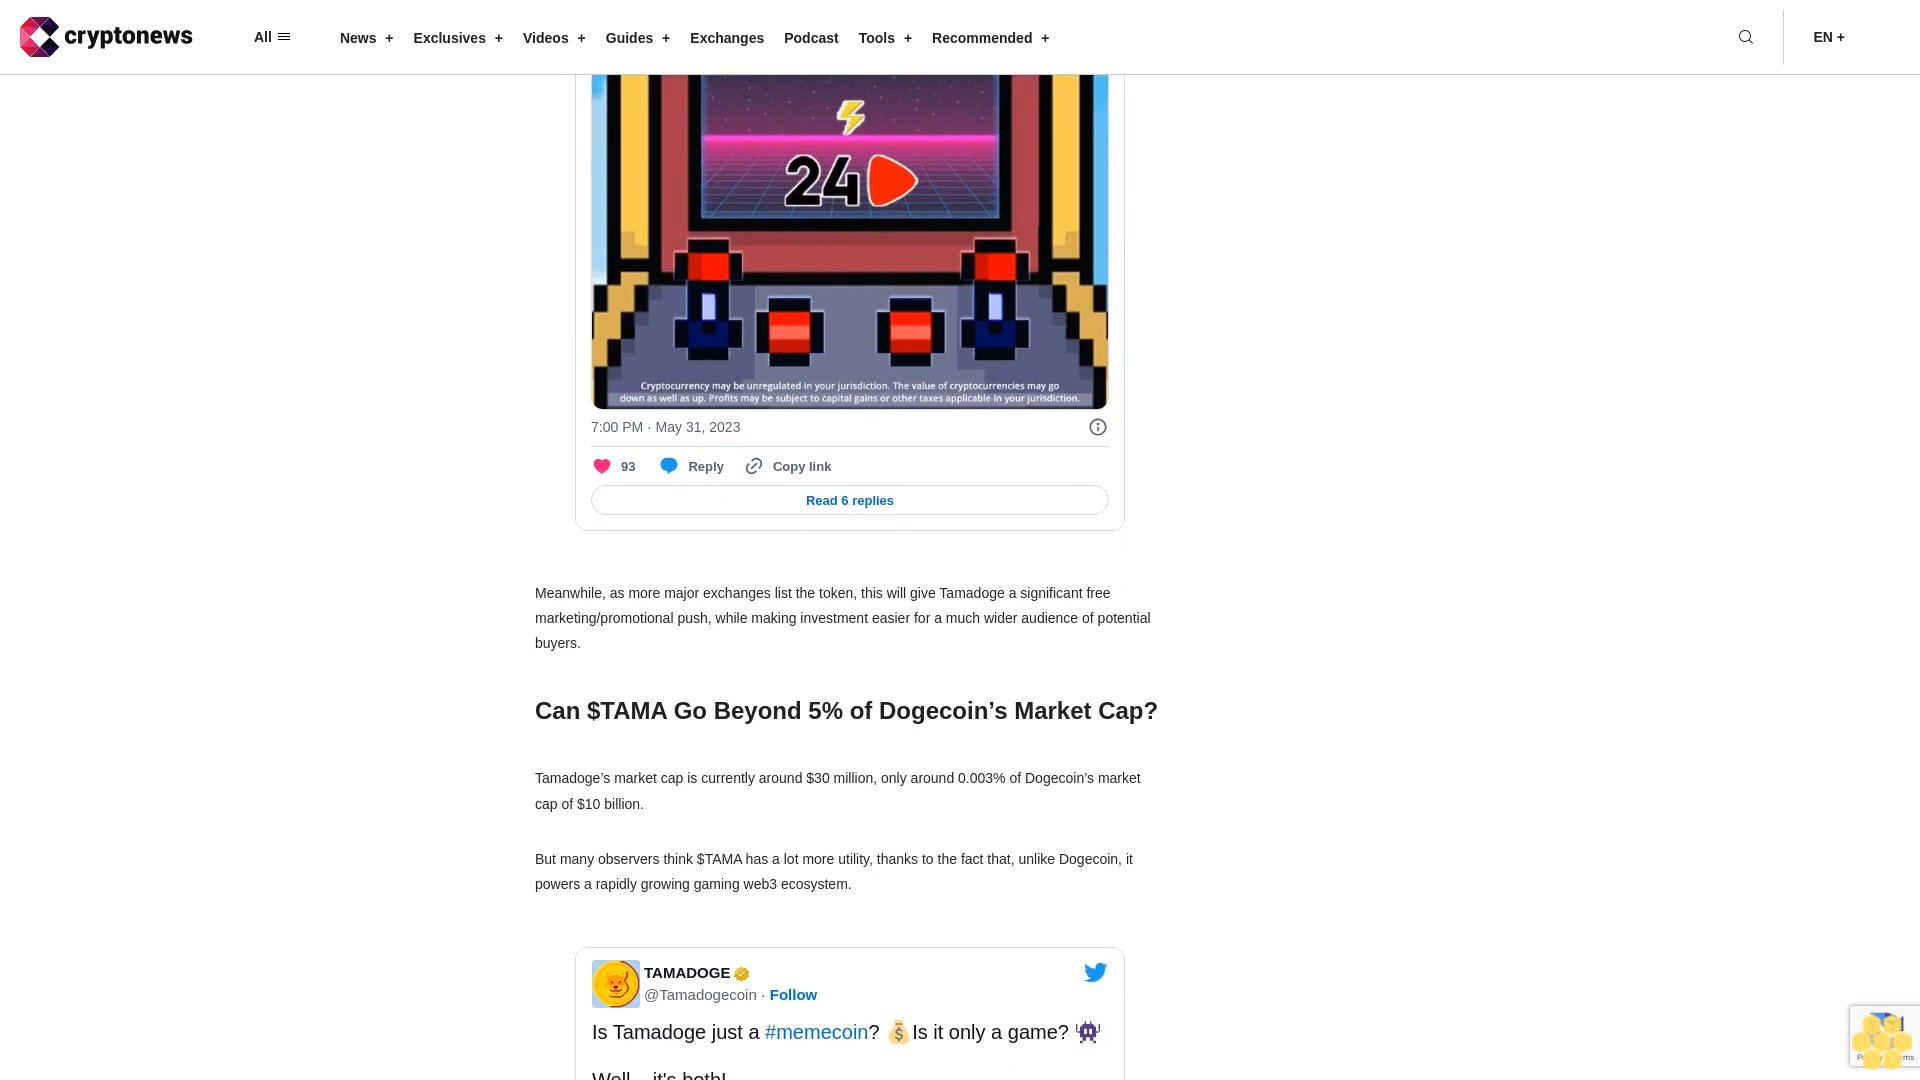 cryptonews
All
News +
Exclusives +
Videos +
Guides +
Exchanges
Podcast
Tools +
Recommended +
EN +
24
Cryptocurrency may be unregulated in your jurisdiction. The value of cryptocurrencies may go
down as well as up. Profits may be subject to capital gains or other taxes applicable in your jurisdiction.
7:00 PM · May 31, 2023
93
Reply
Copy link
Read 6 replies
Meanwhile, as more major exchanges list the token, this will give Tamadoge a significant free
marketing/promotional push, while making investment easier for a much wider audience of potential
buyers.
Can $TAMA Go Beyond 5% of Dogecoin’s Market Cap?
Tamadoge’s market cap is currently around $30 million, only around 0.003% of Dogecoin’s market
cap of $10 billion.
But many observers think $TAMA has a lot more utility, thanks to the fact that, unlike Dogecoin, it
powers a rapidly growing gaming web3 ecosystem.
TAMADOGE
@Tamadogecoin · Follow
Is Tamadoge just a #memecoin? 💰Is it only a game? 👾